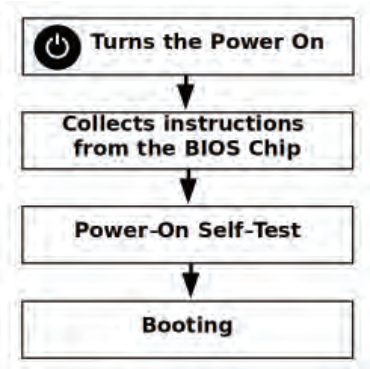 Turns the Power On
Collects instructions
from the BIOS Chip
Power-On Self-Test
Booting